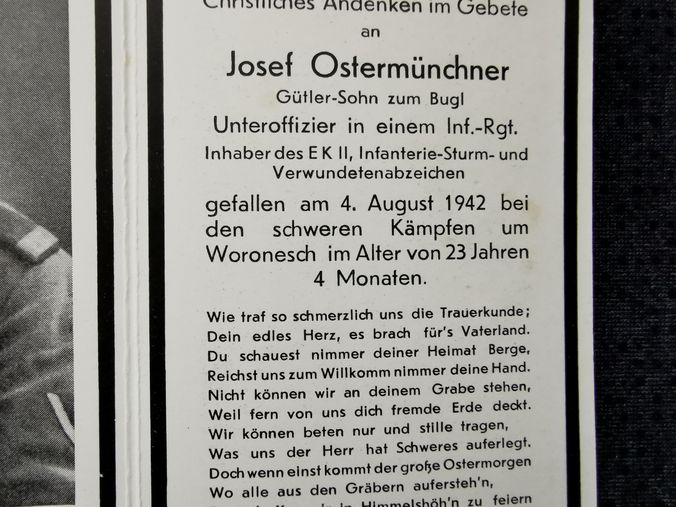 Christliches Andenken im Gebete
an
Josef Ostermünchner
Gütler-Sohn zum Bugl
Unteroffizier in einem Inf.-Rgt.
Inhaber des E K II, Infanterie-Sturm- und
Verwundetenabzeichen
gefallen am 4. August 1942 bei
den schweren Kämpfen um
Woronesch im Alter von 23 Jahren
4 Monaten.
Wie traf so schmerzlich uns die Trauerkunde;
Dein edles Herz, es brach für's Vaterland.
Du schauest nimmer deiner Heimat Berge,
Reichst uns zum Willkomm nimmer deine Hand.
Nicht können wir an deinem Grabe stehen,
Weil fern von uns dich fremde Erde deckt.
Wir können beten nur und stille tragen,
Was uns der Herr hat Schweres auferlegt.
Doch wenn einst kommt der große Ostermorgen
Wo alle aus den Gräbern aufersteh'n,
in Himmelshöh'n zu feiern